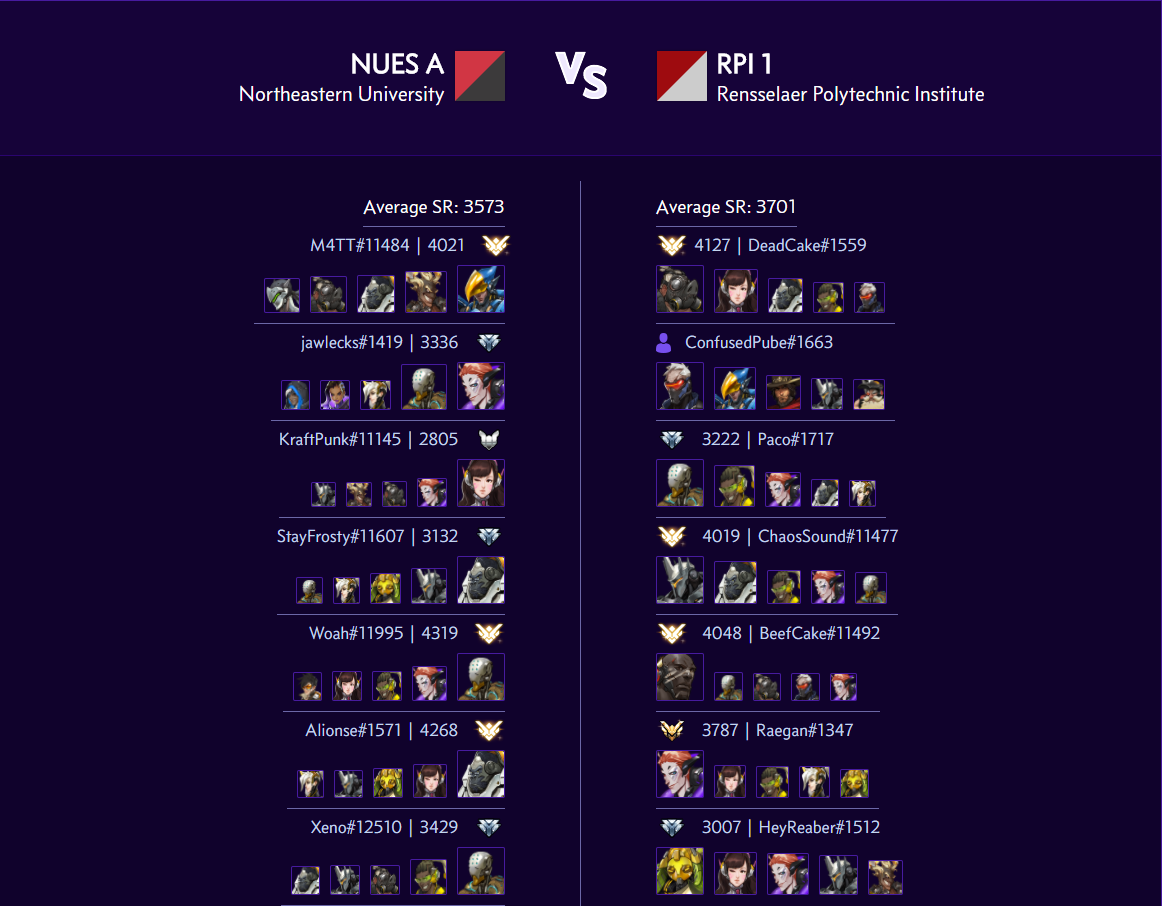 NUES A
Northeastern University
VS
RPI 1
Rensselaer Polytechnic Institute
Average SR: 3573
M4TT#11484 | 4021
jawlecks#1419 | 3336
KraftPunk#11145 | 2805
StayFrosty#11607 | 3132
Woah#11995 | 4319
Alionse#1571 | 4268
Xeno#12510 | 3429
Average SR: 3701
4127 | DeadCake#1559
ConfusedPube#1663
3222 | Paco#1717
4019 | ChaosSound#11477
4048 | BeefCake#11492
3787 | Raegan#1347
3007 | HeyReaber#1512